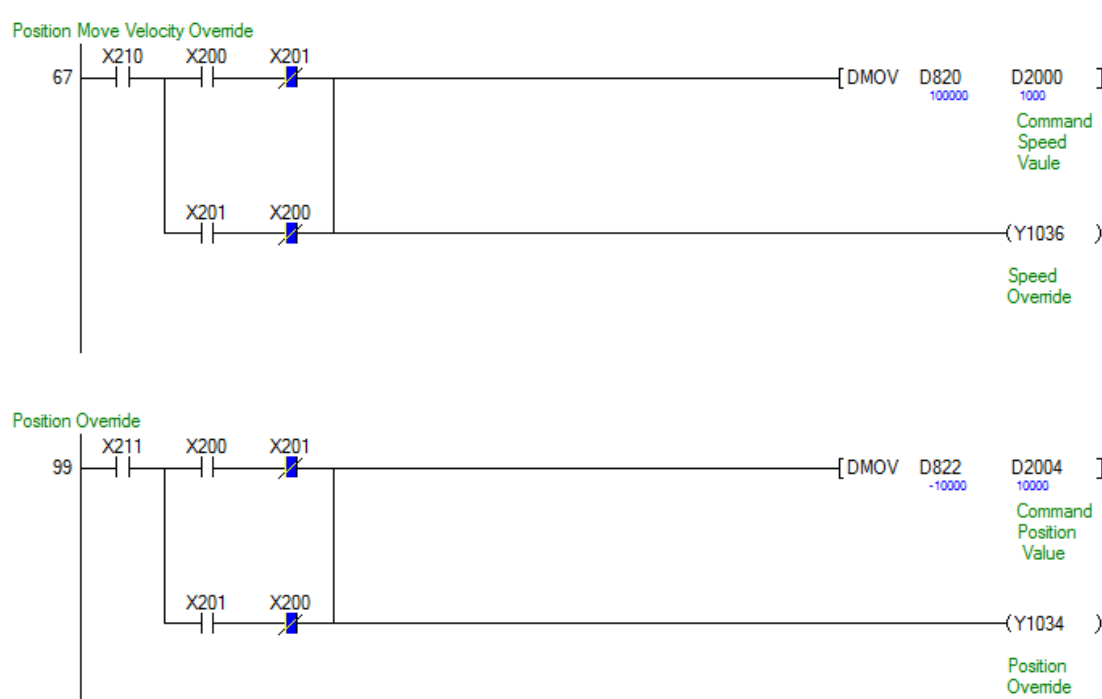 Position Move Velocity Override
X210 X200 X201
67 [ DMOV D820 D2000 ]
100000 1000
Command
Speed
Vaule
X201 X200
( Y1036 )
Speed
Override
Position Override
X211 X200 X201
99 [ DMOV D822 D2004 ]
-10000 10000
Command
Position
Value
X201 X200
( Y1034 )
Position
Override